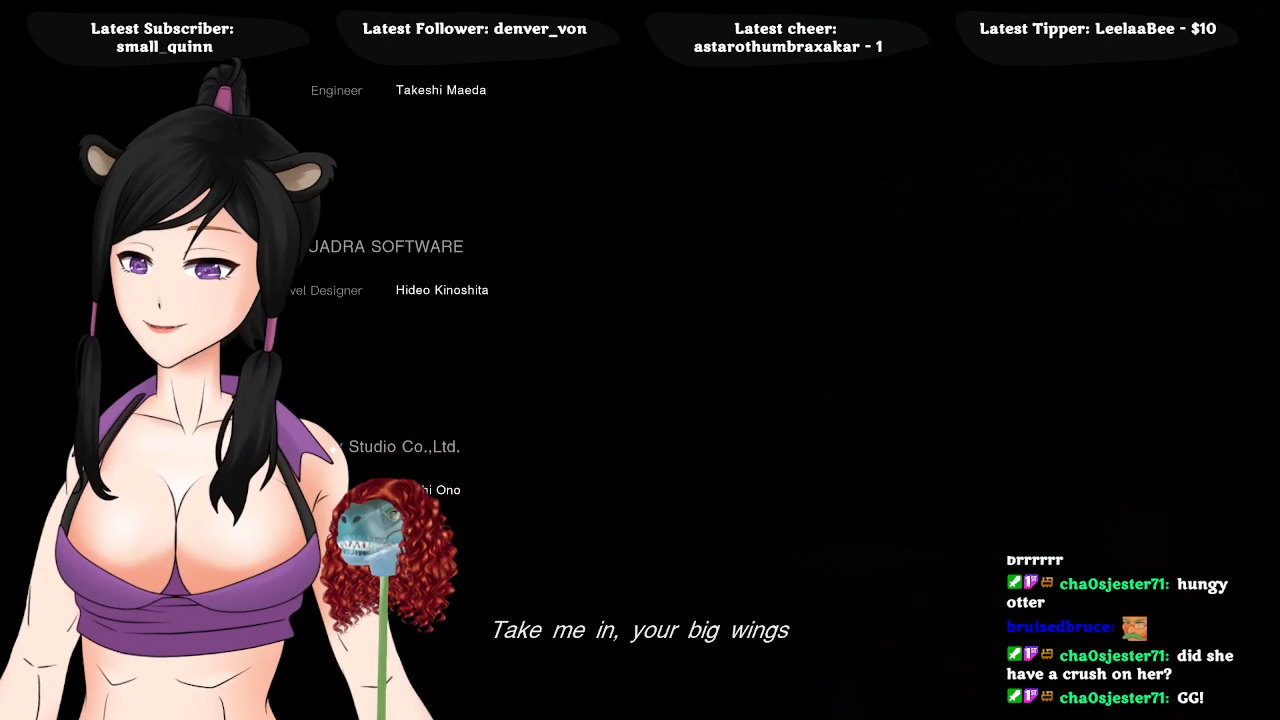 Latest Subscriber:
small_quinn
Latest Follower: denver_von
Latest cheer:
astarothumbraxakar - 1
Latest Tipper: LeelaaBee - $10
Engineer Takeshi Maeda
JADRA SOFTWARE
vel Designer Hideo Kinoshita
Studio Co.,Ltd.
hi Ono
Take me in, your big wings
Drrrrrr
cha0sjester71: hungy
otter
bruisedbruce:
cha0sjester71: did she
have a crush on her?
cha0sjester71: GG!